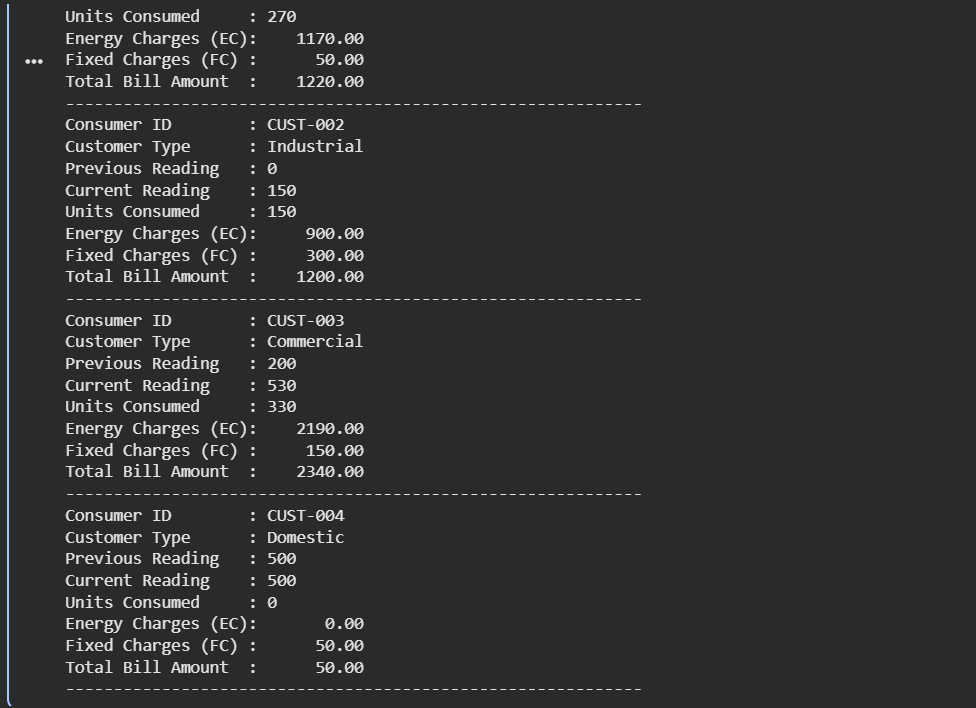 Units Consumed     : 270
Energy Charges (EC):    1170.00
Fixed Charges (FC) :      50.00
Total Bill Amount  :    1220.00
------------------------------------------------------------
Consumer ID        : CUST-002
Customer Type      : Industrial
Previous Reading   : 0
Current Reading    : 150
Units Consumed     : 150
Energy Charges (EC):     900.00
Fixed Charges (FC) :     300.00
Total Bill Amount  :    1200.00
------------------------------------------------------------
Consumer ID        : CUST-003
Customer Type      : Commercial
Previous Reading   : 200
Current Reading    : 530
Units Consumed     : 330
Energy Charges (EC):    2190.00
Fixed Charges (FC) :     150.00
Total Bill Amount  :    2340.00
------------------------------------------------------------
Consumer ID        : CUST-004
Customer Type      : Domestic
Previous Reading   : 500
Current Reading    : 500
Units Consumed     : 0
Energy Charges (EC):       0.00
Fixed Charges (FC) :      50.00
Total Bill Amount  :      50.00
------------------------------------------------------------